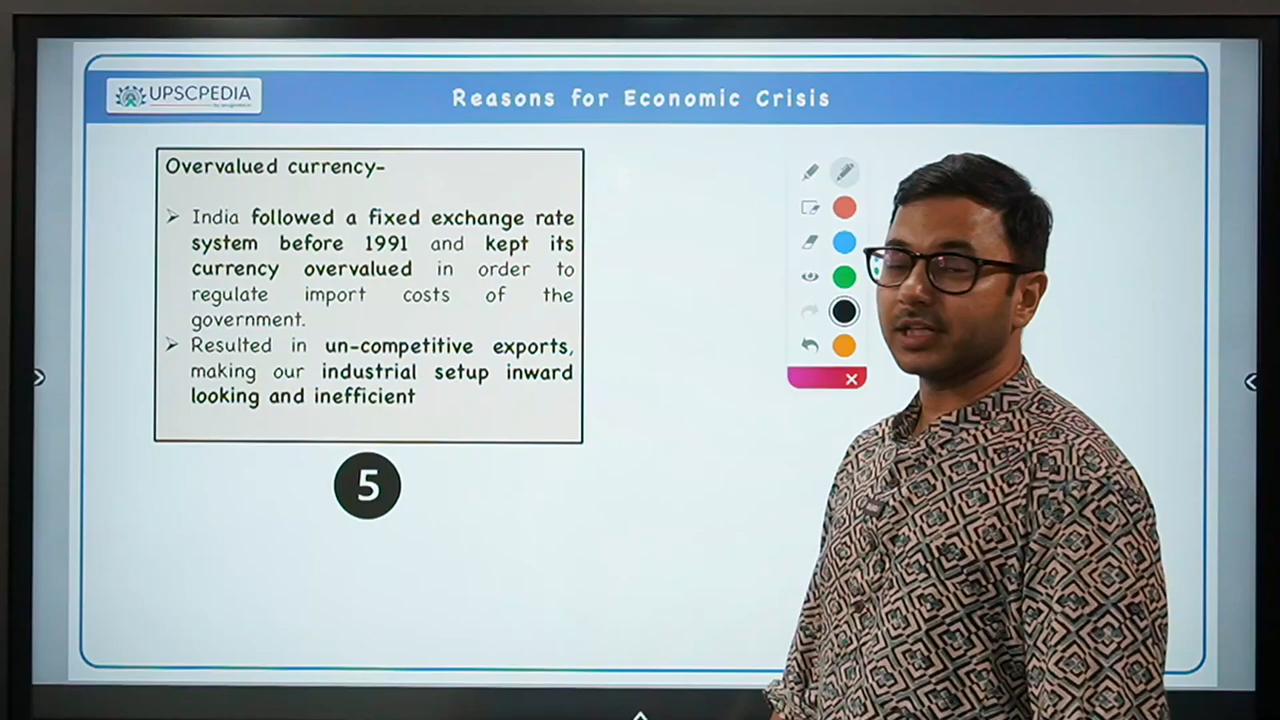 UPSCPEDIA
Reasons for Economic Crisis
Overvalued currency-
➢ India followed a fixed exchange rate
system before 1991 and kept its
currency overvalued in order to
regulate import costs of the
government.
➢ Resulted in un-competitive exports,
making our industrial setup inward
looking and inefficient
5